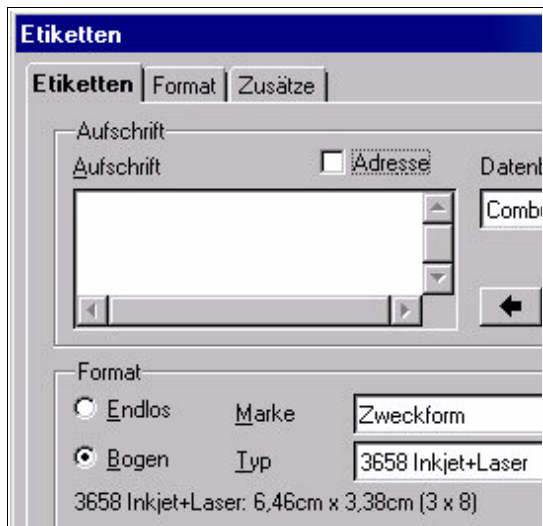 Etiketten
Etiketten Format Zusätze
Aufschrift
Aufschrift Adresse
Format
Endlos Marke Zweckform
Bogen Typ 3658 Inkjet+Laser
3658 Inkjet+Laser: 6,46cm x 3,38cm (3 x 8)